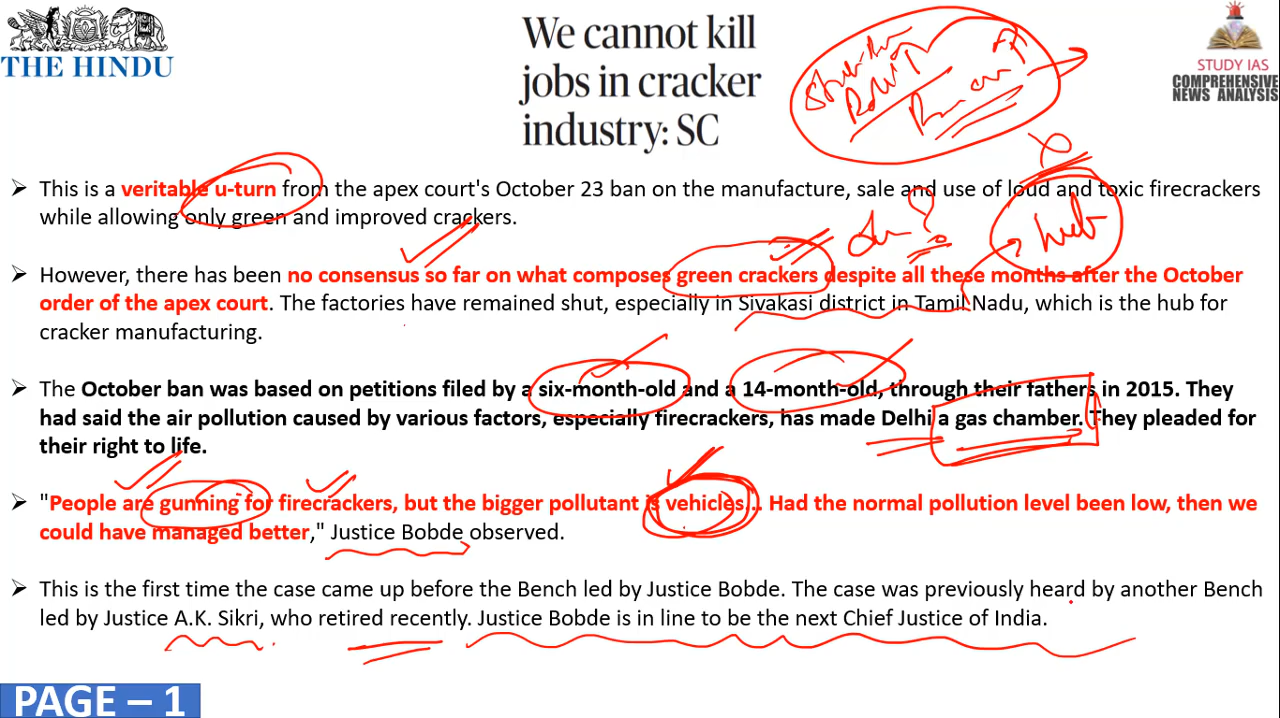 THE HINDU
We cannot kill
jobs in cracker
industry: SC
STUDY IAS
COMPREHENSIVE
NEWS ANALYSIS
➢ This is a veritable u-turn from the apex court's October 23 ban on the manufacture, sale and use of loud and toxic firecrackers
while allowing only green and improved crackers.
hub
➢ However, there has been no consensus so far on what composes green crackers despite all these months after the October
order of the apex court. The factories have remained shut, especially in Sivakasi district in Tamil Nadu, which is the hub for
cracker manufacturing.
➢ The October ban was based on petitions filed by a six-month-old and a 14-month-old, through their fathers in 2015. They
had said the air pollution caused by various factors, especially firecrackers, has made Delhi a gas chamber. They pleaded for
their right to life.
➢ "People are gunning for firecrackers, but the bigger pollutant is vehicles... Had the normal pollution level been low, then we
could have managed better," Justice Bobde observed.
➢ This is the first time the case came up before the Bench led by Justice Bobde. The case was previously heard by another Bench
led by Justice A.K. Sikri, who retired recently. Justice Bobde is in line to be the next Chief Justice of India.
PAGE – 1